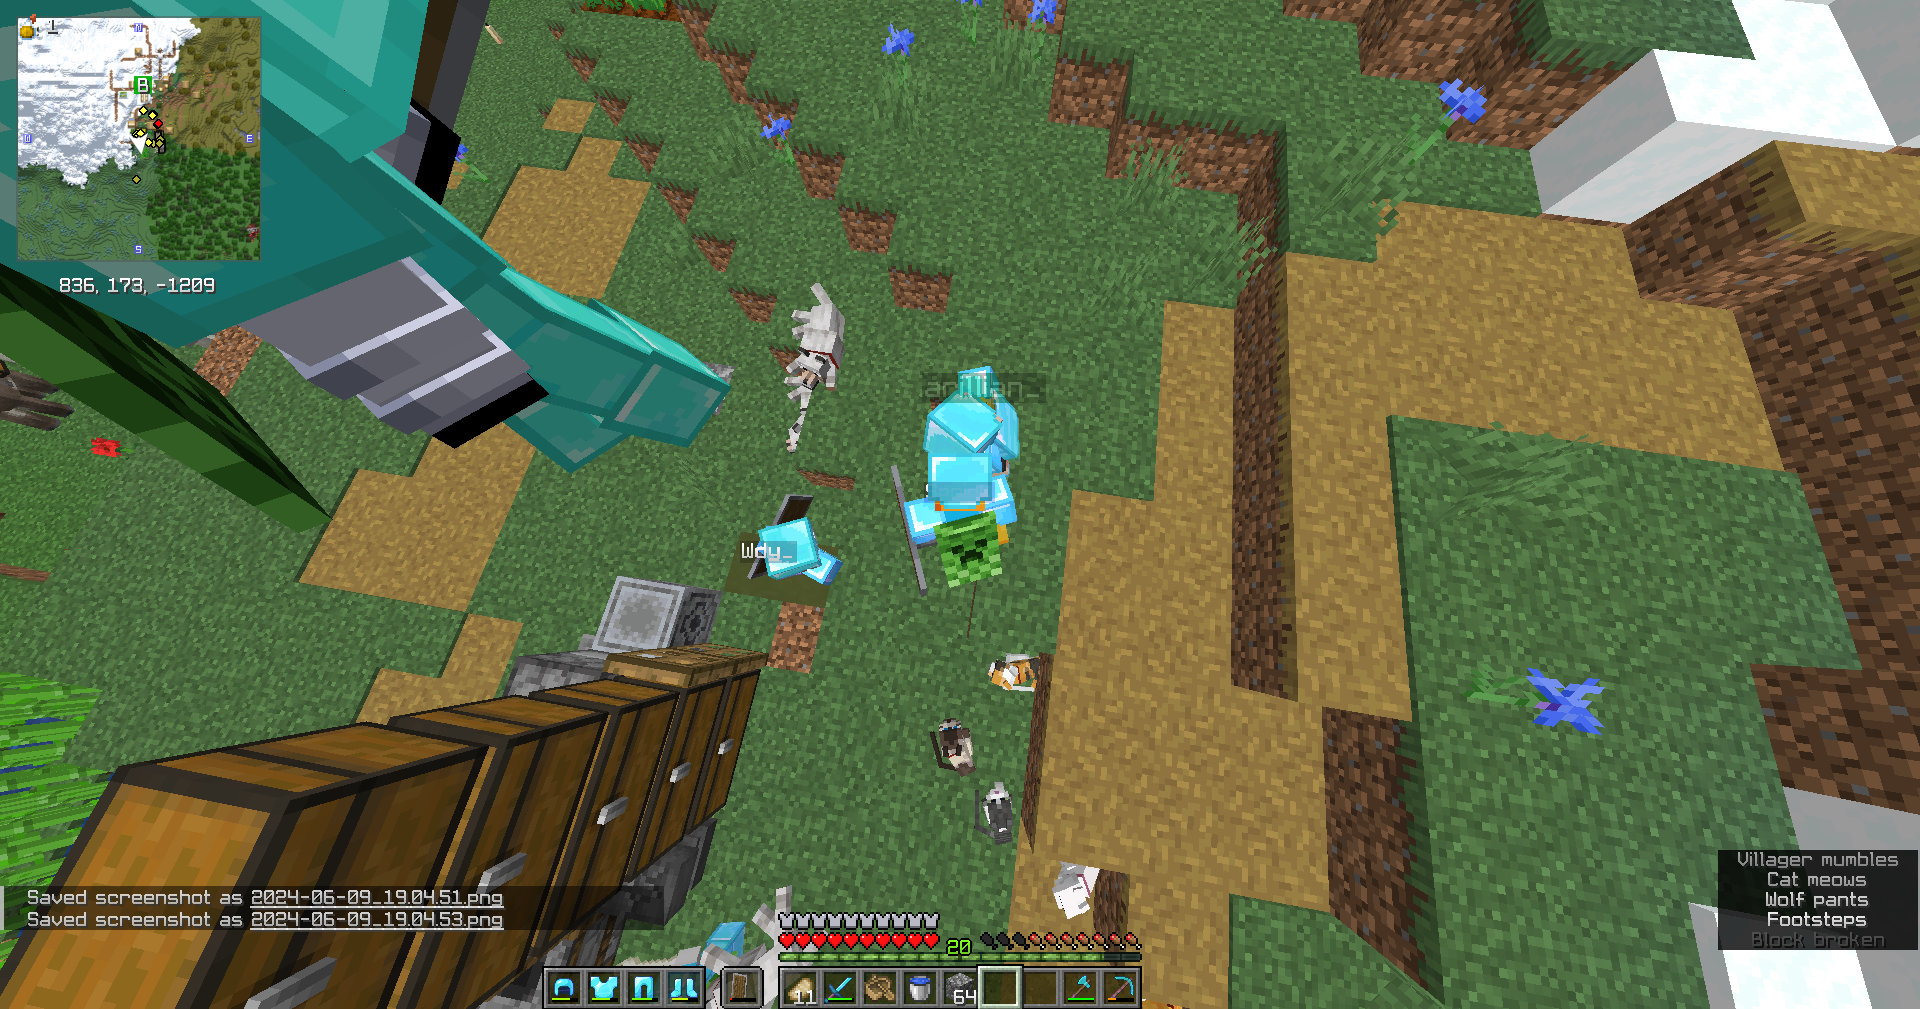 N
B
W
E
S
836, 173, -1209
arillian_
Wdy_
Saved screenshot as 2024-06-09_19.04.51.png
Saved screenshot as 2024-06-09_19.04.53.png
Villager mumbles
Cat meows
Wolf pants
Footsteps
Block broken
20
11
64